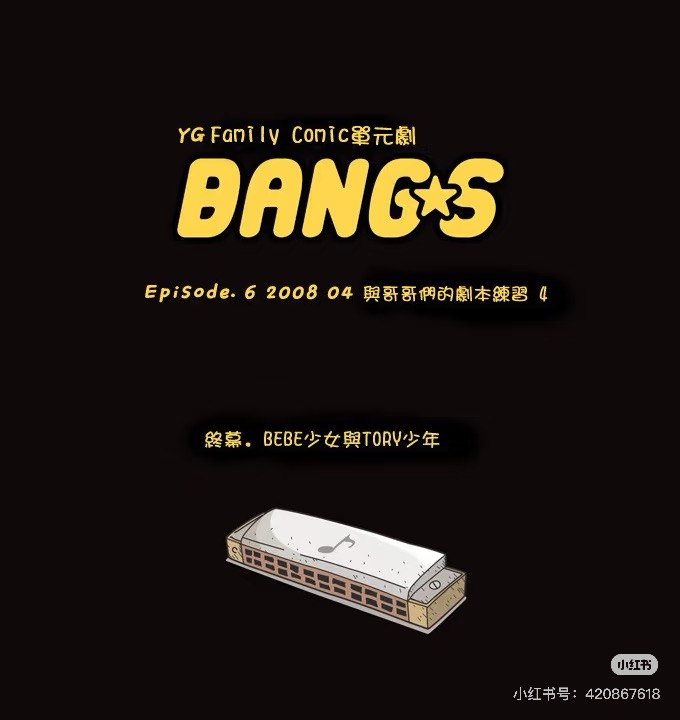 YG Family Comic單元劇
BANG★S
EpiSode. 6 2008 04 與哥哥們的劇本練習 4
終幕. BEBE少女與TORY少年
C
小红书
小红书号: 420867618